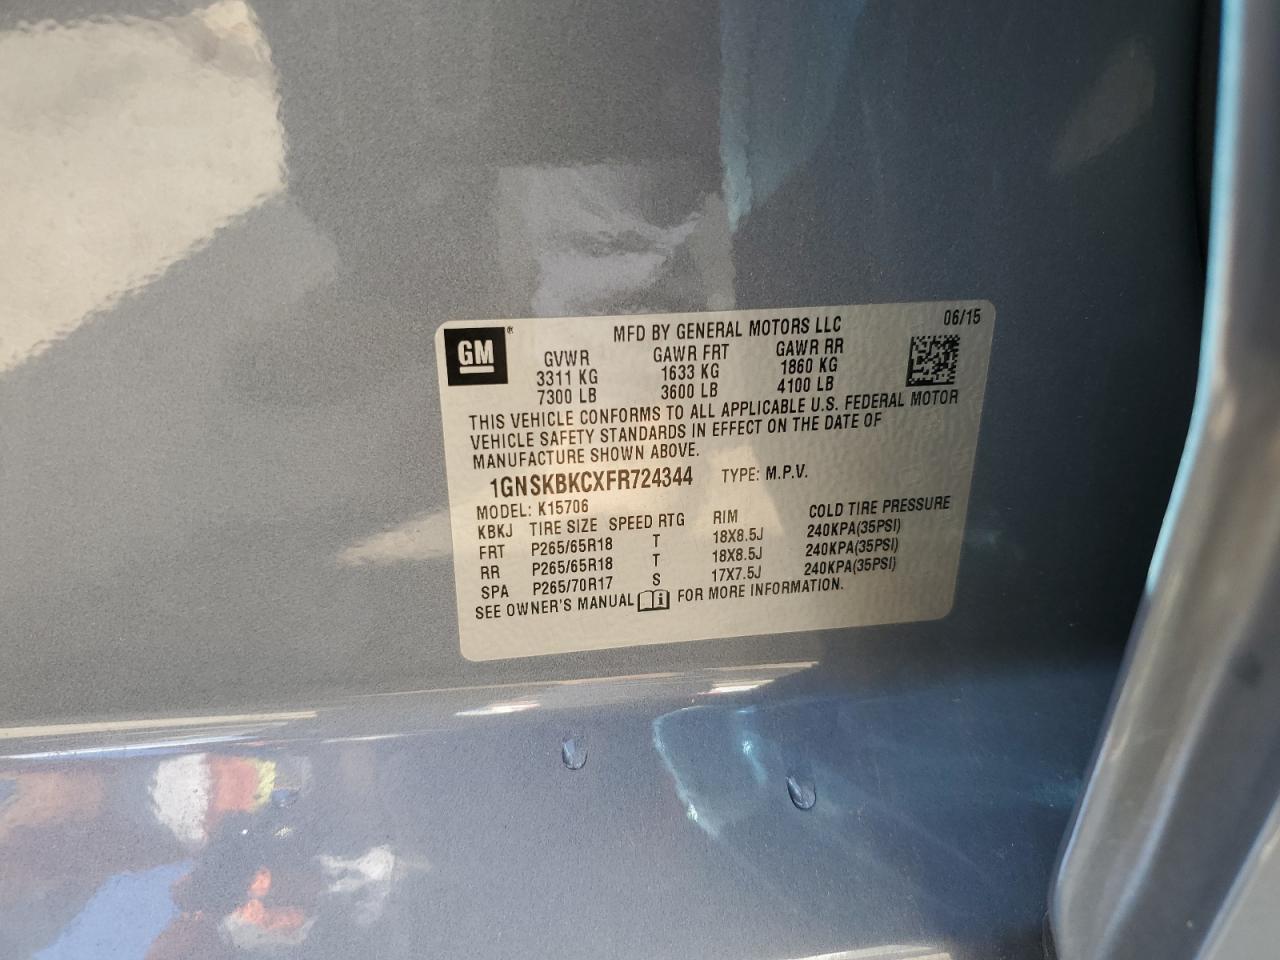 GM®
MFD BY GENERAL MOTORS LLC 06/15
GVWR GAWR FRT GAWR RR
3311 KG 1633 KG 1860 KG
7300 LB 3600 LB 4100 LB
THIS VEHICLE CONFORMS TO ALL APPLICABLE U.S. FEDERAL MOTOR
VEHICLE SAFETY STANDARDS IN EFFECT ON THE DATE OF
MANUFACTURE SHOWN ABOVE.
1GNSKBKCXFR724344 TYPE: M.P.V.
MODEL: K15706
KBKJ TIRE SIZE SPEED RTG RIM COLD TIRE PRESSURE
FRT P265/65R18 T 18X8.5J 240KPA(35PSI)
RR P265/65R18 T 18X8.5J 240KPA(35PSI)
SPA P265/70R17 S 17X7.5J 240KPA(35PSI)
SEE OWNER'S MANUAL FOR MORE INFORMATION.